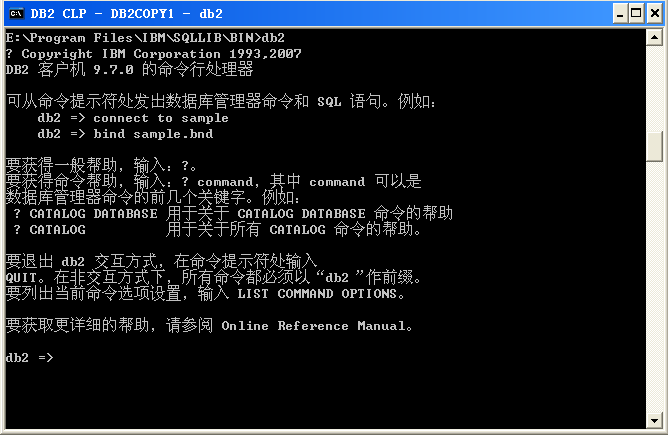 DB2 CLP - DB2COPY1 - db2
E:\Program Files\IBM\SQLLIB\BIN>db2
? Copyright IBM Corporation 1993,2007
DB2 客户机 9.7.0 的命令行处理器
可从命令提示符处发出数据库管理器命令和 SQL 语句。例如：
db2 => connect to sample
db2 => bind sample.bnd
要获得一般帮助，输入：?。
要获得命令帮助，输入：? command，其中 command 可以是
数据库管理器命令的前几个关键字。例如：
? CATALOG DATABASE 用于关于 CATALOG DATABASE 命令的帮助
? CATALOG 用于关于所有 CATALOG 命令的帮助。
要退出 db2 交互方式，在命令提示符处输入
QUIT。在非交互方式下，所有命令都必须以“db2 ”作前缀。
要列出当前命令选项设置，输入 LIST COMMAND OPTIONS。
要获取更详细的帮助，请参阅 Online Reference Manual。
db2 =>